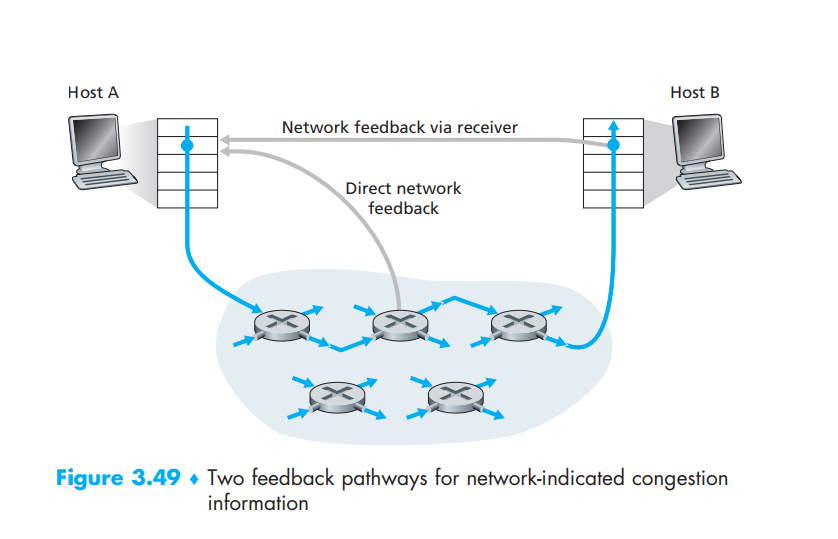 Host A
Host B
Network feedback via receiver
Direct network
feedback
Figure 3.49 ♦ Two feedback pathways for network-indicated congestion
information